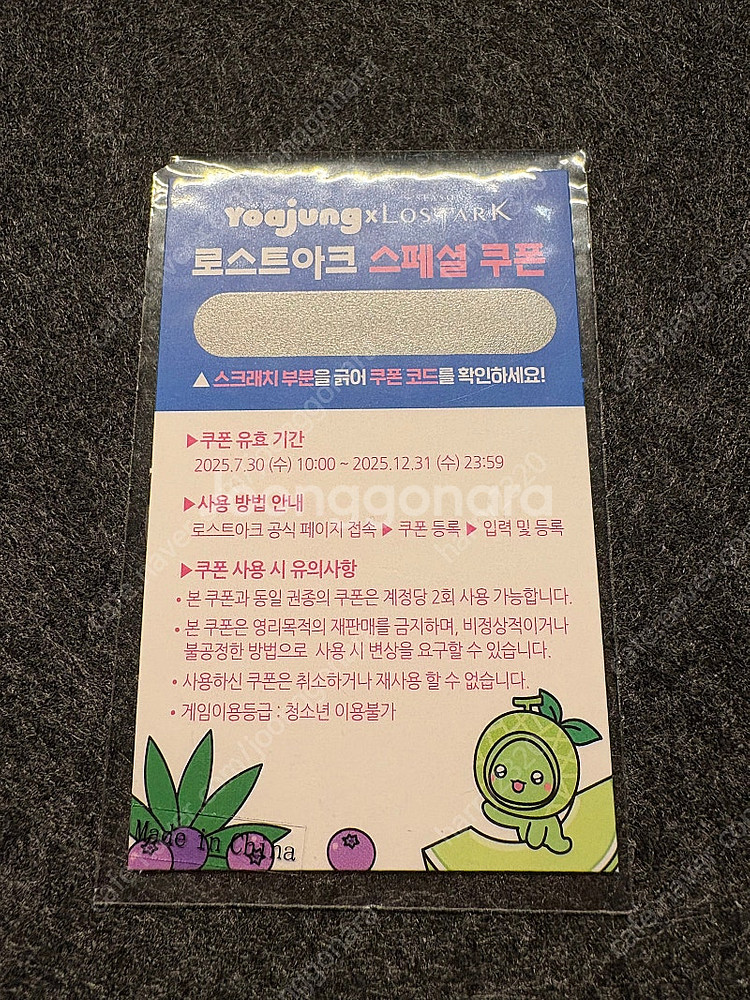 SEASON
Yoajung x LOST ARK
로스트아크 스페셜 쿠폰
▲ 스크래치 부분을 긁어 쿠폰 코드를 확인하세요!
▶쿠폰 유효 기간
2025.7.30 (수) 10:00 ~ 2025.12.31 (수) 23:59
joonggonara
▶사용 방법 안내
로스트아크 공식 페이지 접속 ▶ 쿠폰 등록 ▶ 입력 및 등록
▶쿠폰 사용 시 유의사항
• 본 쿠폰과 동일 권종의 쿠폰은 계정당 2회 사용 가능합니다.
• 본 쿠폰은 영리목적의 재판매를 금지하며, 비정상적이거나
불공정한 방법으로 사용 시 변상을 요구할 수 있습니다.
• 사용하신 쿠폰은 취소하거나 재사용 할 수 없습니다.
• 게임이용등급 : 청소년 이용불가
Made in China